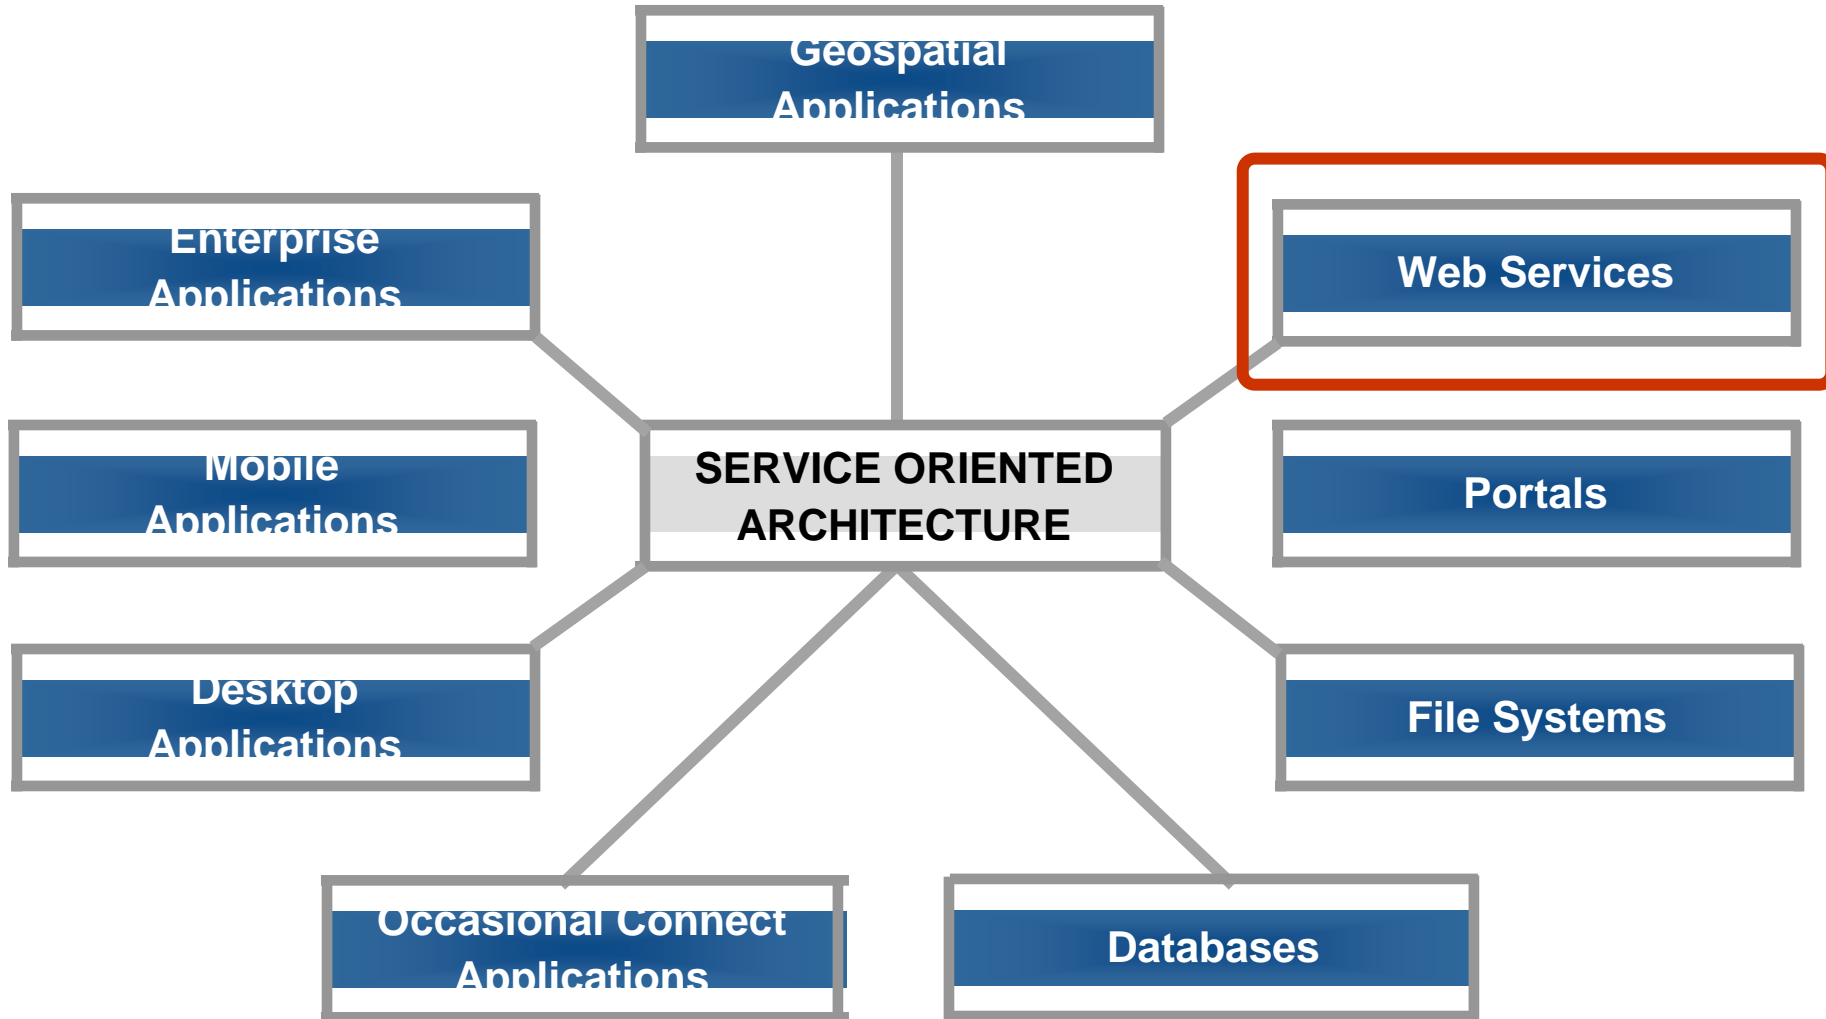 Geospatial
Applications
Enterprise
Applications
Web Services
Mobile
Applications
SERVICE ORIENTED
ARCHITECTURE
Portals
Desktop
Applications
File Systems
Occasional Connect
Applications
Databases